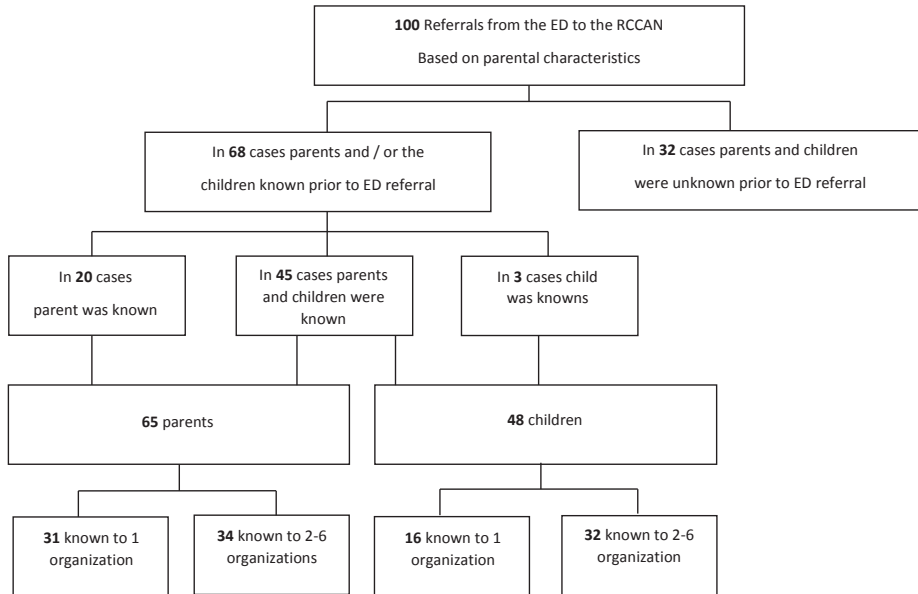 100 Referrals from the ED to the RCCAN
Based on parental characteristics
In 68 cases parents and / or the
children known prior to ED referral
In 32 cases parents and children
were unknown prior to ED referral
In 20 cases
parent was known
In 45 cases parents
and children were
known
In 3 cases child
was knowns
65 parents
48 children
31 known to 1
organization
34 known to 2-6
organizations
16 known to 1
organization
32 known to 2-6
organization